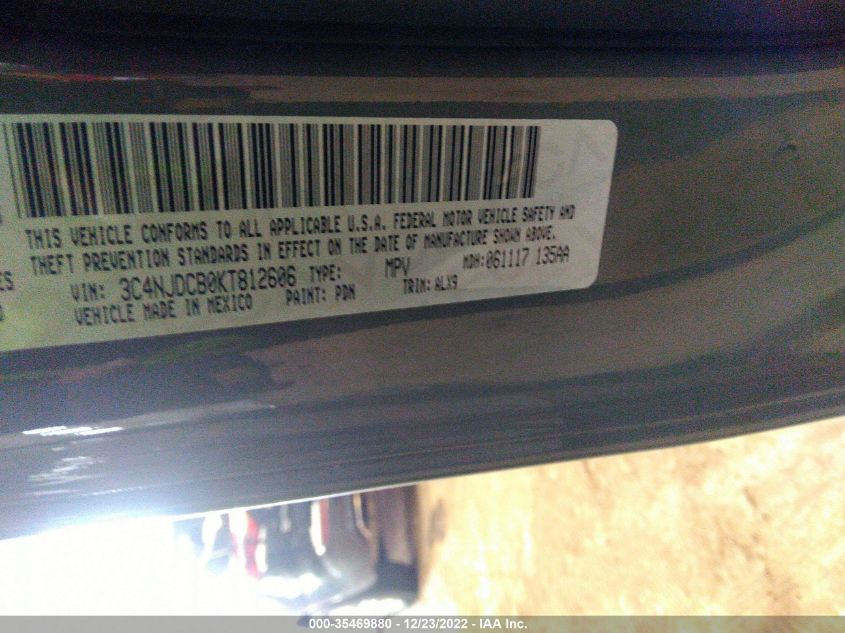 THIS VEHICLE CONFORMS TO ALL APPLICABLE U.S.A. FEDERAL MOTOR VEHICLE SAFETY AND
THEFT PREVENTION STANDARDS IN EFFECT ON THE DATE OF MANUFACTURE SHOWN ABOVE.
VIN: 3C4NJDCB0KT812606 TYPE: MPV MDH: 061117 135AA
VEHICLE MADE IN MEXICO PAINT: PDN TRIM: ALX9
000-35469880 - 12/23/2022 - IAA Inc.